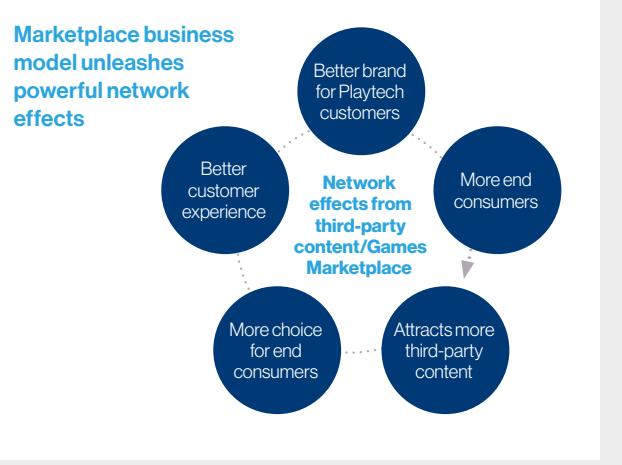 Marketplace business
model unleashes
powerful network
effects
Better brand
for Playtech
customers
More end
consumers
Attracts more
third-party
content
More choice
for end
consumers
Better
customer
experience
Network
effects from
third-party
content/Games
Marketplace